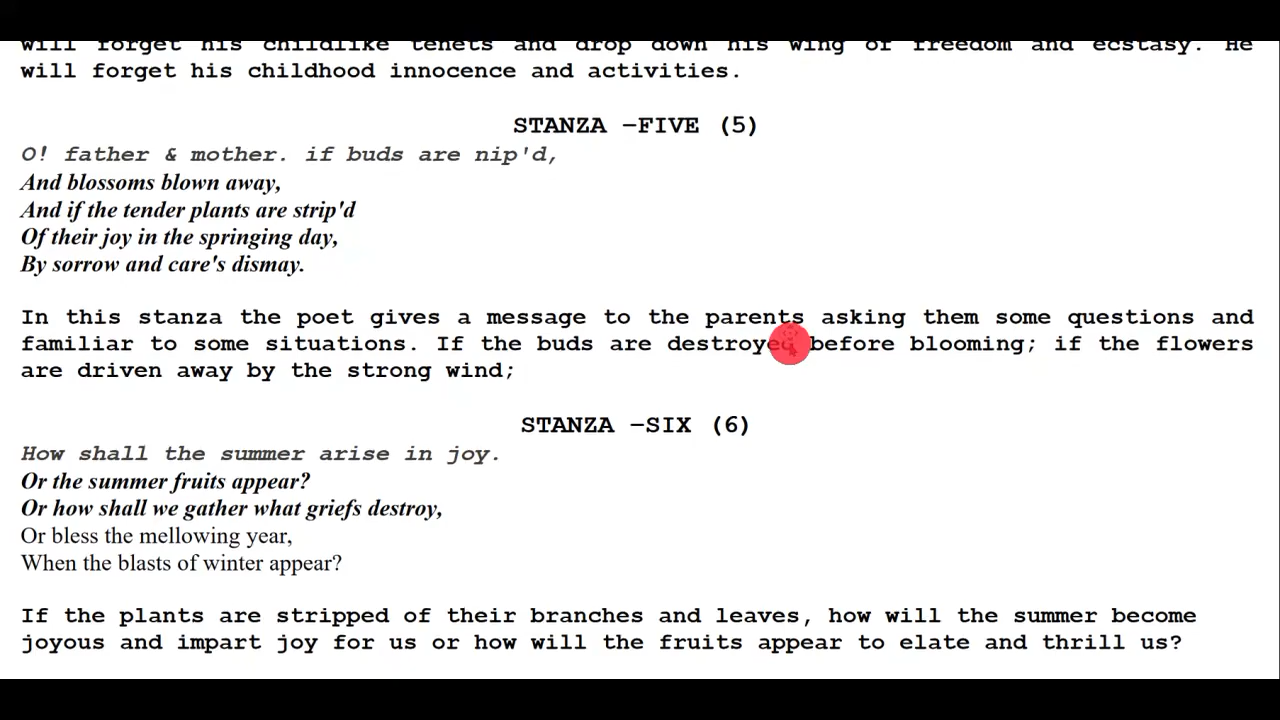 will forget his childlike tenets and drop down his wing of freedom and ecstasy. He
will forget his childhood innocence and activities.
STANZA –FIVE (5)
O! father & mother. if buds are nip'd,
And blossoms blown away,
And if the tender plants are strip'd
Of their joy in the springing day,
By sorrow and care's dismay.
In this stanza the poet gives a message to the parents asking them some questions and
familiar to some situations. If the buds are destroyed before blooming; if the flowers
are driven away by the strong wind;
STANZA –SIX (6)
How shall the summer arise in joy.
Or the summer fruits appear?
Or how shall we gather what griefs destroy,
Or bless the mellowing year,
When the blasts of winter appear?
If the plants are stripped of their branches and leaves, how will the summer become
joyous and impart joy for us or how will the fruits appear to elate and thrill us?